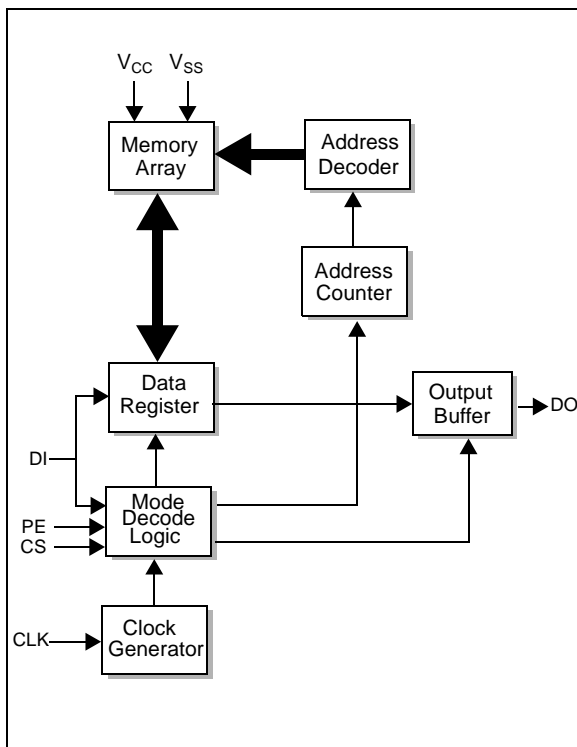 VCC VSS
Memory
Array
Address
Decoder
Address
Counter
Data
Register
Output
Buffer
DO
DI
Mode
Decode
Logic
PE
CS
CLK
Clock
Generator